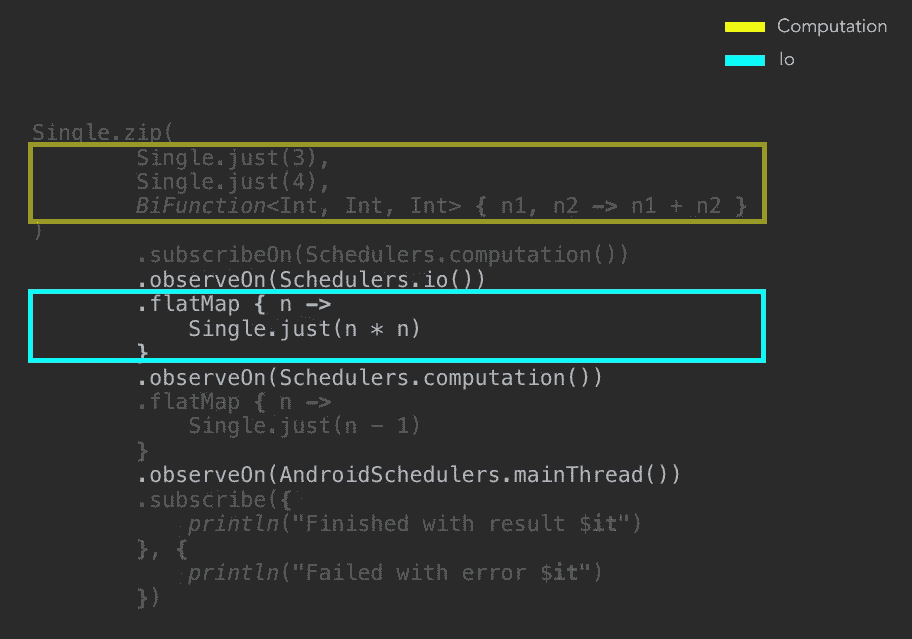 Computation
Io
Single.zip(
Single.just(3),
Single.just(4),
BiFunction<Int, Int, Int> { n1, n2 -> n1 + n2 }
)
.subscribeOn(Schedulers.computation())
.observeOn(Schedulers.io())
.flatMap { n ->
Single.just(n * n)
}
.observeOn(Schedulers.computation())
.flatMap { n ->
Single.just(n - 1)
}
.observeOn(AndroidSchedulers.mainThread())
.subscribe({
println("Finished with result $it")
}, {
println("Failed with error $it")
})